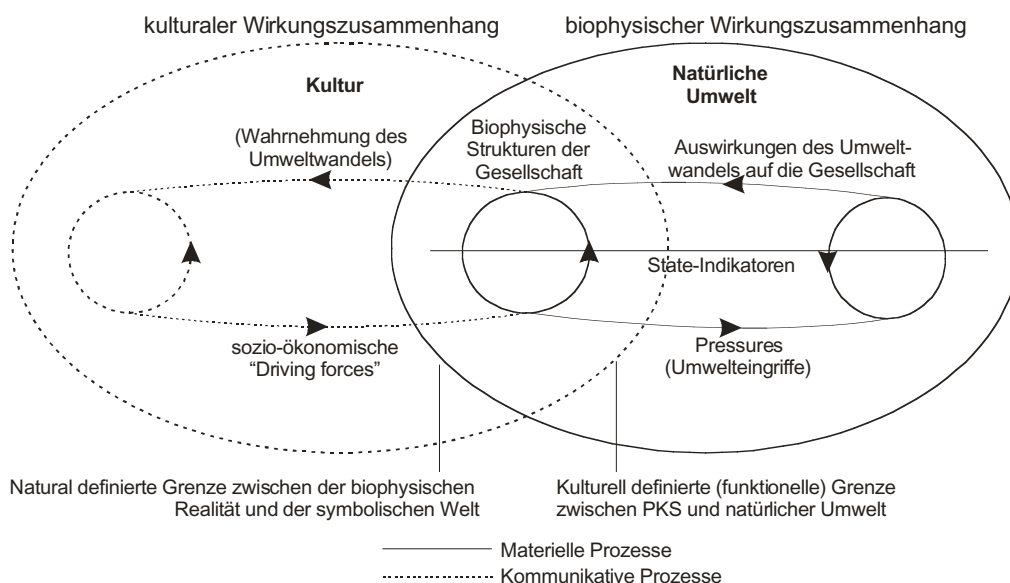 kulturaler Wirkungszusammenhang
biophysischer Wirkungszusammenhang
Kultur
Natürliche
Umwelt
(Wahrnehmung des
Umweltwandels)
Biophysische
Strukturen der
Gesellschaft
Auswirkungen des Umwelt-
wandels auf die Gesellschaft
State-Indikatoren
sozio-ökonomische
“Driving forces”
Pressures
(Umwelteingriffe)
Natural definierte Grenze zwischen der biophysischen
Realität und der symbolischen Welt
Kulturell definierte (funktionelle) Grenze
zwischen PKS und natürlicher Umwelt
Materielle Prozesse
Kommunikative Prozesse